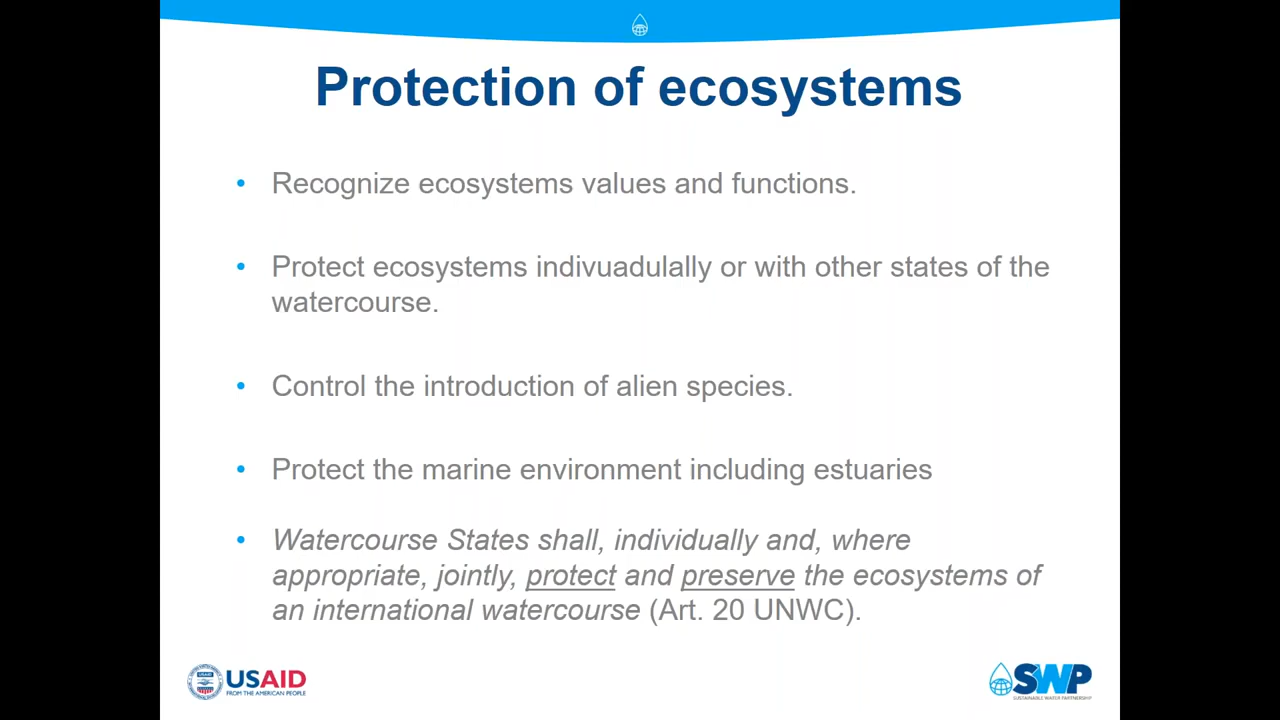 Protection of ecosystems
• Recognize ecosystems values and functions.
• Protect ecosystems indivuadulally or with other states of the
watercourse.
• Control the introduction of alien species.
• Protect the marine environment including estuaries
• Watercourse States shall, individually and, where
appropriate, jointly, protect and preserve the ecosystems of
an international watercourse (Art. 20 UNWC).
USAID
FROM THE AMERICAN PEOPLE
SWP
SUSTAINABLE WATER PARTNERSHIP